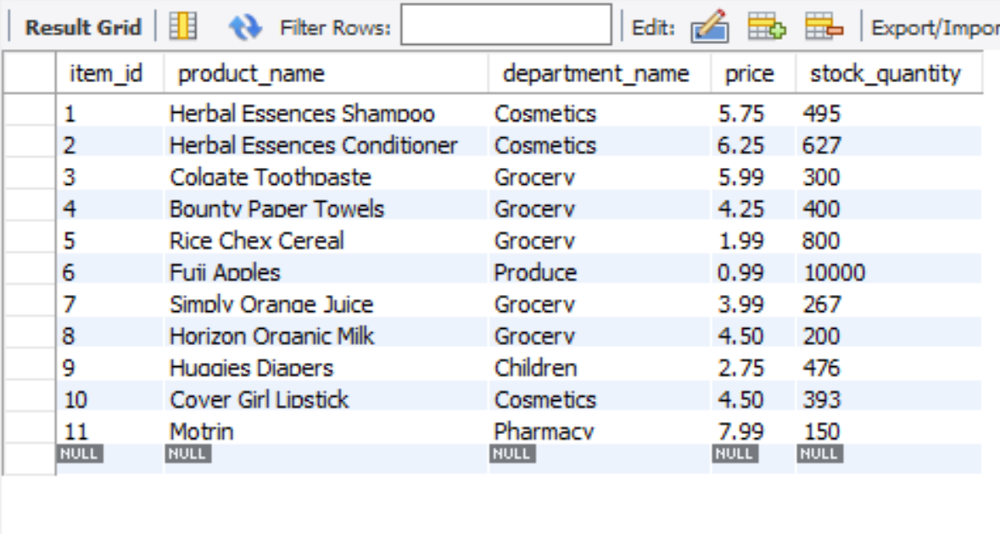 Result Grid Filter Rows: Edit: Export/Impor
item_id product_name department_name price stock_quantity
1 Herbal Essences Shampoo Cosmetics 5.75 495
2 Herbal Essences Conditioner Cosmetics 6.25 627
3 Colgate Toothpaste Grocery 5.99 300
4 Bounty Paper Towels Grocery 4.25 400
5 Rice Chex Cereal Grocery 1.99 800
6 Fuji Apples Produce 0.99 10000
7 Simply Orange Juice Grocery 3.99 267
8 Horizon Organic Milk Grocery 4.50 200
9 Huggies Diapers Children 2.75 476
10 Cover Girl Lipstick Cosmetics 4.50 393
11 Motrin Pharmacy 7.99 150
NULL NULL NULL NULL NULL